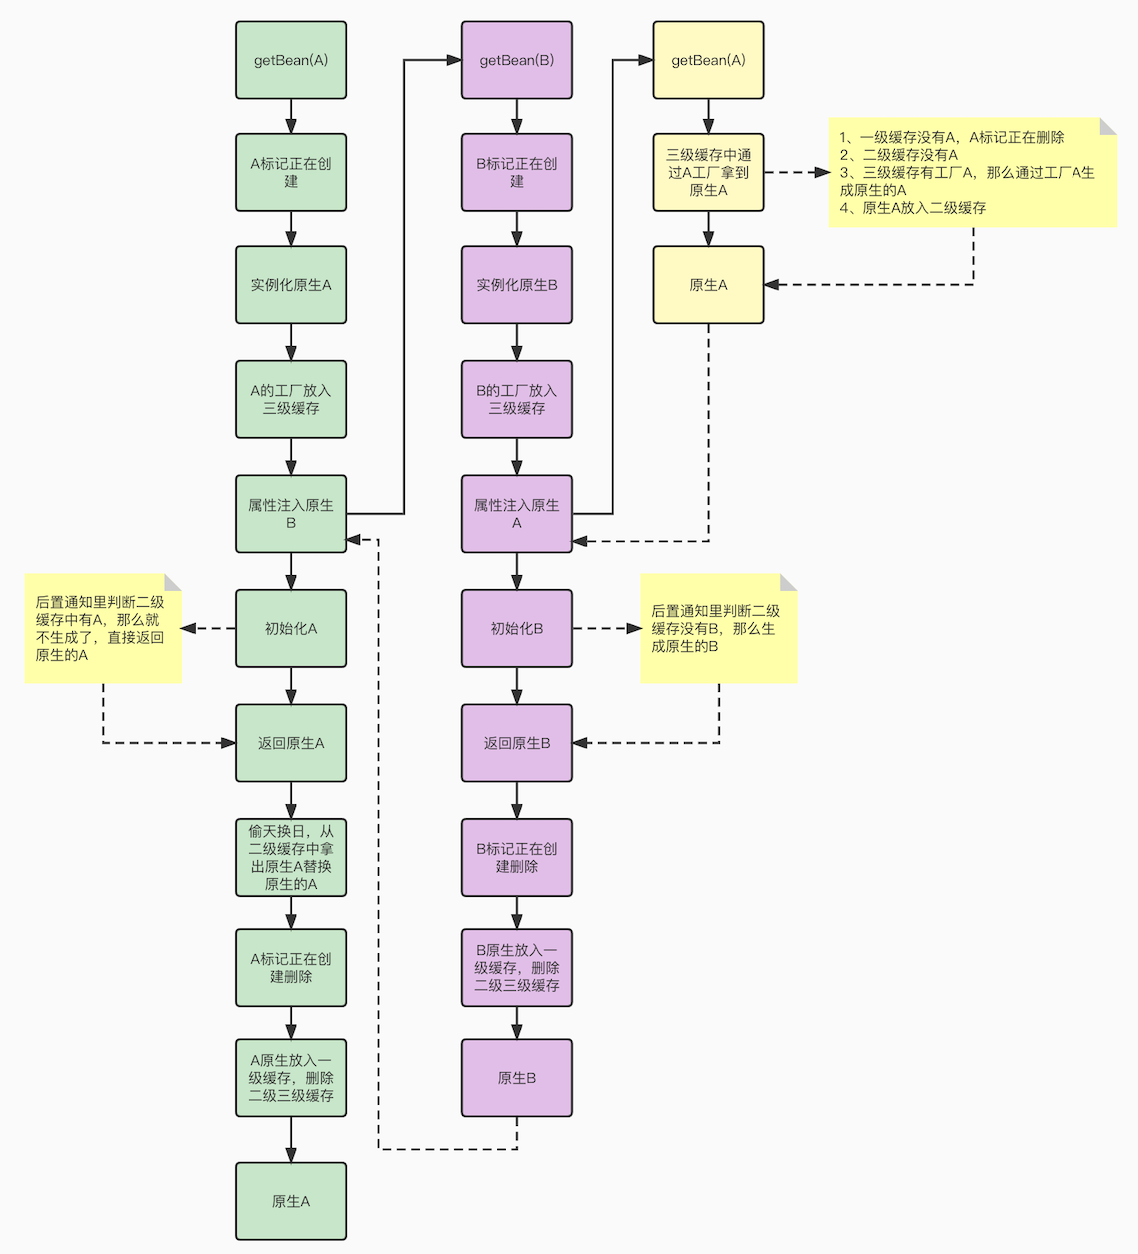 getBean(A)
A标记正在创
建
实例化原生A
A的工厂放入
三级缓存
属性注入原生
B
初始化A
后置通知里判断二级
缓存中有A，那么就
不生成了，直接返回
原生的A
返回原生A
偷天换日，从
二级缓存中拿
出原生A替换
原生的A
A标记正在创
建删除
A原生放入一
级缓存，删除
二级三级缓存
原生A
getBean(B)
B标记正在创
建
实例化原生B
B的工厂放入
三级缓存
属性注入原生
A
初始化B
后置通知里判断二级
缓存没有B，那么生
成原生的B
返回原生B
B标记正在创
建删除
B原生放入一
级缓存，删除
二级三级缓存
原生B
getBean(A)
三级缓存中通
过A工厂拿到
原生A
1、一级缓存没有A，A标记正在删除
2、二级缓存没有A
3、三级缓存有工厂A，那么通过工厂A生
成原生的A
4、原生A放入二级缓存
原生A